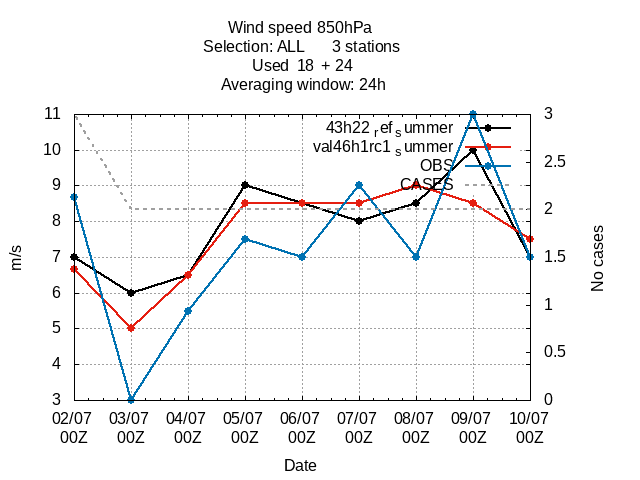 Wind speed 850hPa
Selection: ALL 3 stations
Used 18 + 24
Averaging window: 24h
43h22 ref summer
val46h1rc1 summer
OBS
CASES
11
10
9
8
7
6
5
4
3
m/s
3
2.5
2
1.5
1
0.5
0
No cases
02/07 03/07 04/07 05/07 06/07 07/07 08/07 09/07 10/07
00Z 00Z 00Z 00Z 00Z 00Z 00Z 00Z 00Z
Date